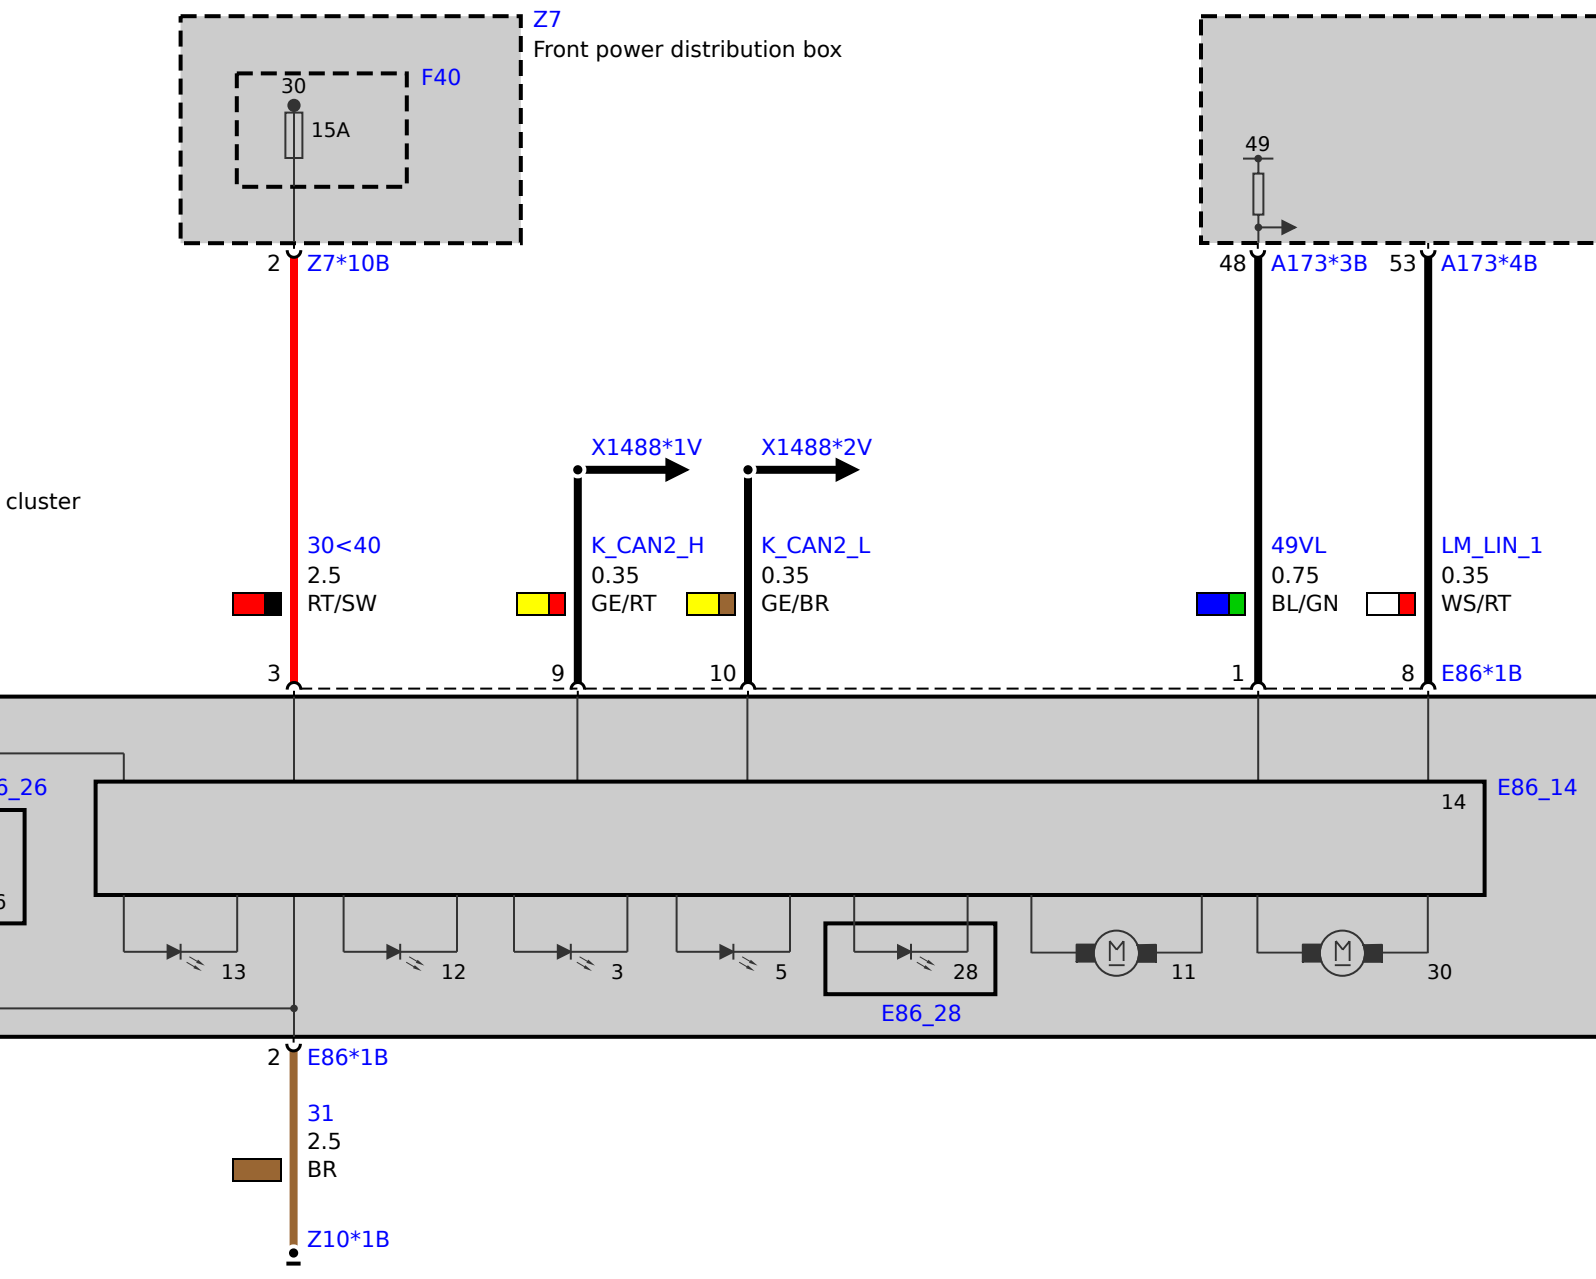 Z7
Front power distribution box
F40
30
15A
49
2
Z7*10B
48
A173*3B
53
A173*4B
X1488*1V
X1488*2V
cluster
30<40
2.5
RT/SW
K_CAN2_H
0.35
GE/RT
K_CAN2_L
0.35
GE/BR
49VL
0.75
BL/GN
LM_LIN_1
0.35
WS/RT
3
9
10
1
8
E86*1B
6_26
E86_14
14
6
13
12
3
5
28
M
11
M
30
E86_28
2
E86*1B
31
2.5
BR
Z10*1B